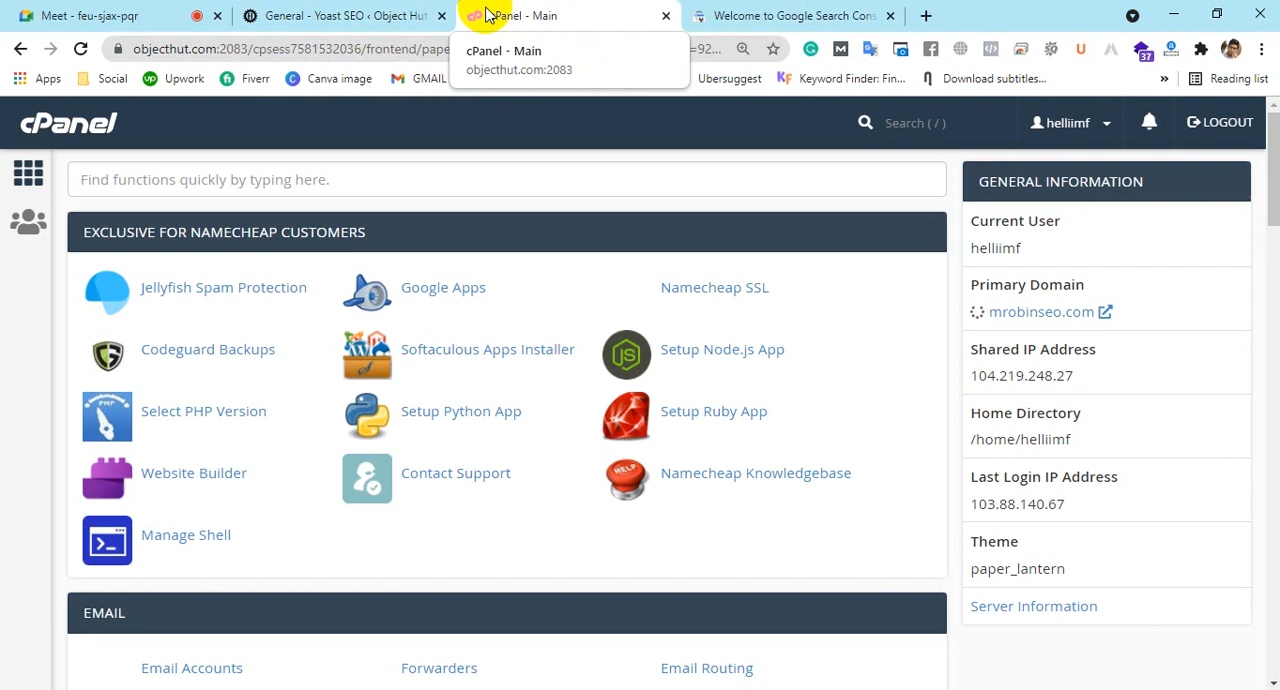 Meet - feu-sjax-pqr
General - Yoast SEO ‹ Object Hut
cPanel - Main
Welcome to Google Search Cons
objecthut.com:2083/cpsess7581532036/frontend/pape
=92...
cPanel - Main
objecthut.com:2083
37
Apps
Social
Upwork
Fiverr
Canva image
GMAIL
Ubersuggest
Keyword Finder: Fin...
Download subtitles...
»
Reading list
cPanel
Search ( / )
helliimf
LOGOUT
Find functions quickly by typing here.
EXCLUSIVE FOR NAMECHEAP CUSTOMERS
Jellyfish Spam Protection
Google Apps
Namecheap SSL
Codeguard Backups
Softaculous Apps Installer
Setup Node.js App
Select PHP Version
Setup Python App
Setup Ruby App
Website Builder
Contact Support
Namecheap Knowledgebase
Manage Shell
EMAIL
Email Accounts
Forwarders
Email Routing
GENERAL INFORMATION
Current User
helliimf
Primary Domain
mrobinseo.com
Shared IP Address
104.219.248.27
Home Directory
/home/helliimf
Last Login IP Address
103.88.140.67
Theme
paper_lantern
Server Information